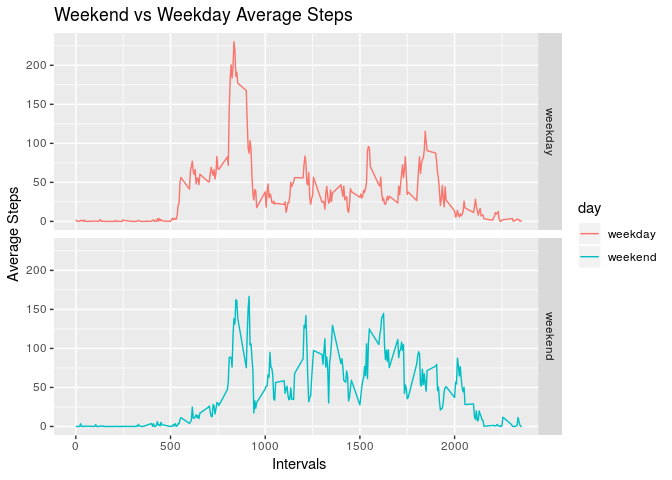 Weekend vs Weekday Average Steps
200
150
100
50
0
weekday
200
150
100
50
0
weekend
0
500
1000
1500
2000
Intervals
Average Steps
day
weekday
weekend